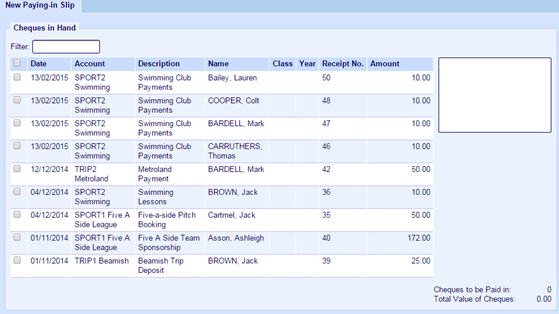 New Paying-in Slip
Cheques in Hand
Filter:
Date Account Description Name Class Year Receipt No. Amount
13/02/2015 SPORT2 Swimming Club Bailey, Lauren 50 10.00
Swimming Payments
13/02/2015 SPORT2 Swimming Club COOPER, Colt 48 10.00
Swimming Payments
13/02/2015 SPORT2 Swimming Club BARDELL, Mark 47 10.00
Swimming Payments
13/02/2015 SPORT2 Swimming Club CARRUTHERS, 46 10.00
Swimming Payments Thomas
12/12/2014 TRIP2 Metroland BARDELL, Mark 42 50.00
Metroland Payment
04/12/2014 SPORT2 Swimming BROWN, Jack 36 10.00
Swimming Lessons
04/12/2014 SPORT1 Five A Five-a-side Pitch Cartmel, Jack 35 50.00
Side League Booking
01/11/2014 SPORT1 Five A Five A Side Team Asson, Ashleigh 40 172.00
Side League Sponsorship
01/11/2014 TRIP1 Beamish Beamish Trip BROWN, Jack 39 25.00
Deposit
Cheques to be Paid in: 0
Total Value of Cheques: 0.00